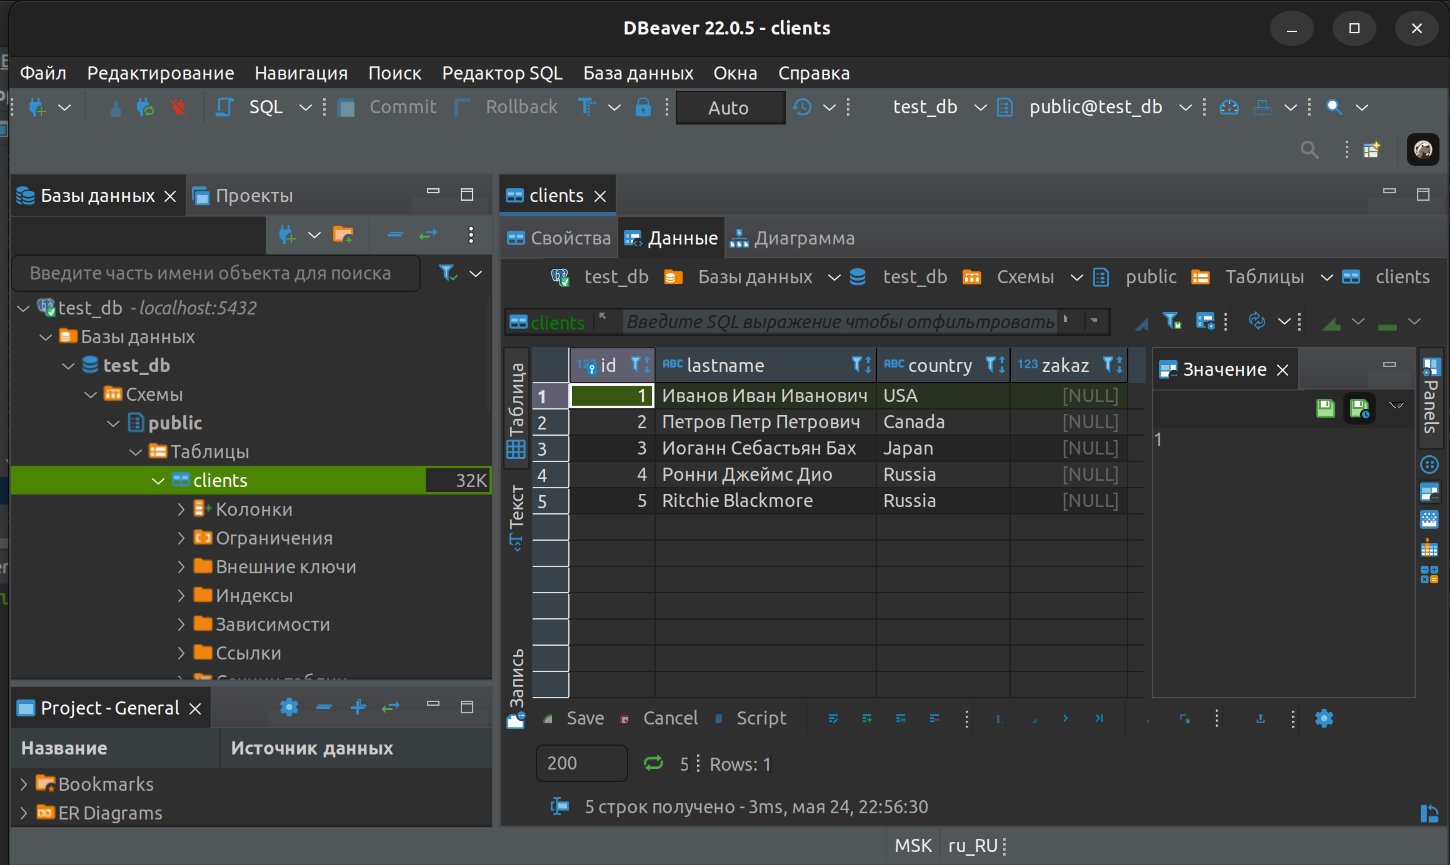 DBeaver 22.0.5 - clients
Файл Редактирование Навигация Поиск Редактор SQL База данных Окна Справка
SQL Commit Rollback Auto test_db public@test_db
Базы данных Проекты
Введите часть имени объекта для поиска
test_db - localhost:5432
Базы данных
test_db
Схемы
public
Таблицы
clients 32K
Колонки
Ограничения
Внешние ключи
Индексы
Зависимости
Ссылки
Project - General
Название Источник данных
Bookmarks
ER Diagrams
clients
Свойства Данные Диаграмма
test_db Базы данных test_db Схемы public Таблицы clients
clients Введите SQL выражение чтобы отфильтровать
Таблица
Текст
Запись
123 id ABC lastname ABC country 123 zakaz
1 1 Иванов Иван Иванович USA [NULL]
2 2 Петров Петр Петрович Canada [NULL]
3 3 Иоганн Себастьян Бах Japan [NULL]
4 4 Ронни Джеймс Дио Russia [NULL]
5 5 Ritchie Blackmore Russia [NULL]
Значение
1
Panels
Save Cancel Script
200 5 Rows: 1
5 строк получено - 3ms, мая 24, 22:56:30
MSK ru_RU